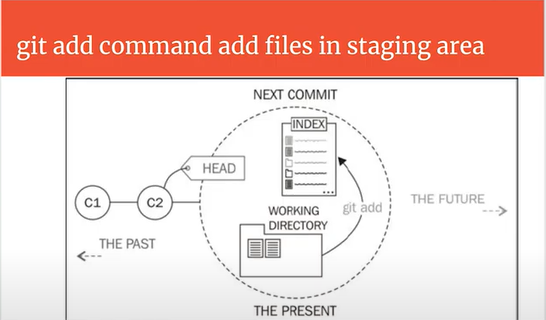 git add command add files in staging area
NEXT COMMIT
INDEX
HEAD
C1
C2
WORKING
DIRECTORY
git add
THE FUTURE
THE PAST
THE PRESENT